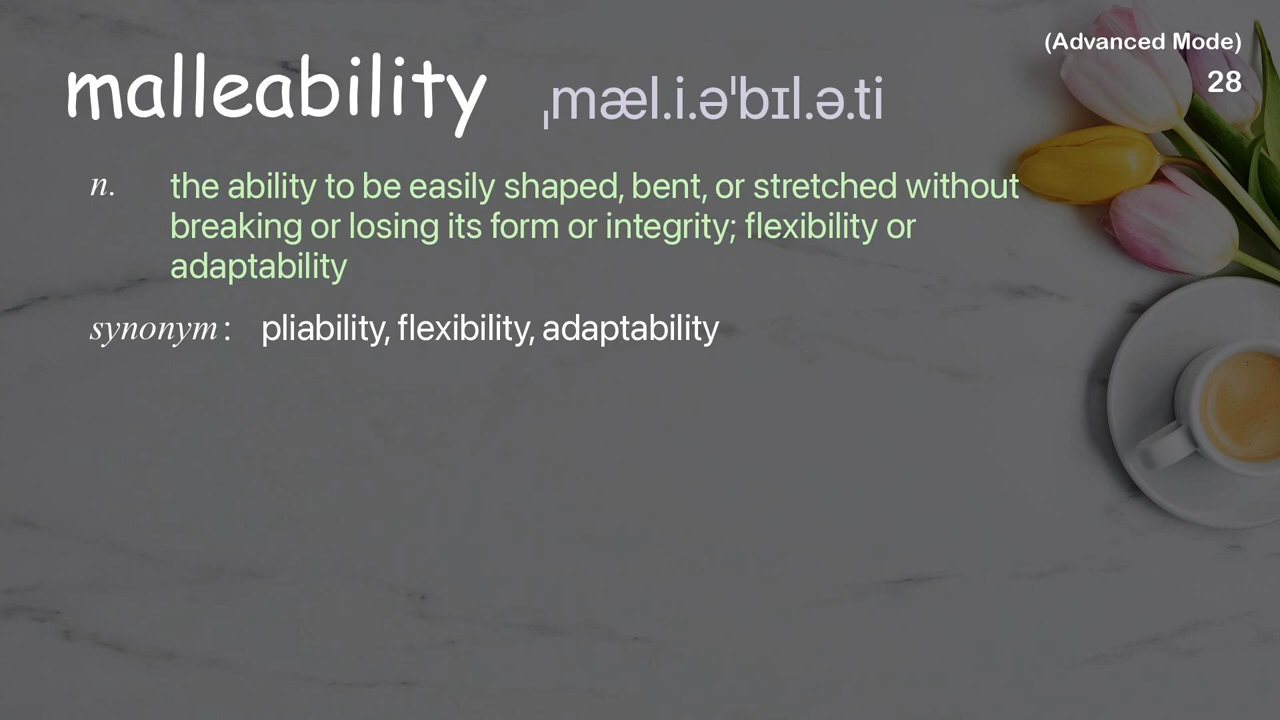 (Advanced Mode)
28
malleability ˌmæl.i.ə'bɪl.ə.ti
n. the ability to be easily shaped, bent, or stretched without
breaking or losing its form or integrity; flexibility or
adaptability
synonym: pliability, flexibility, adaptability